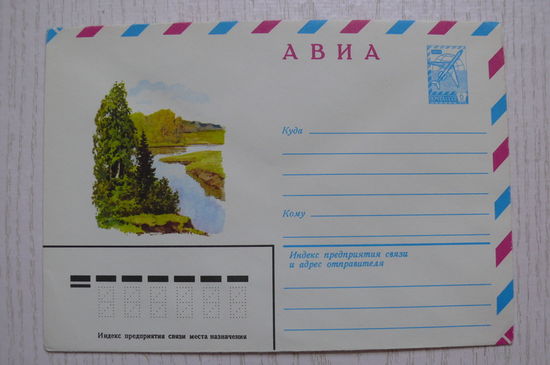 АВИА
Куда
Кому
Индекс предприятия связи
и адрес отправителя
Индекс предприятия связи места назначения